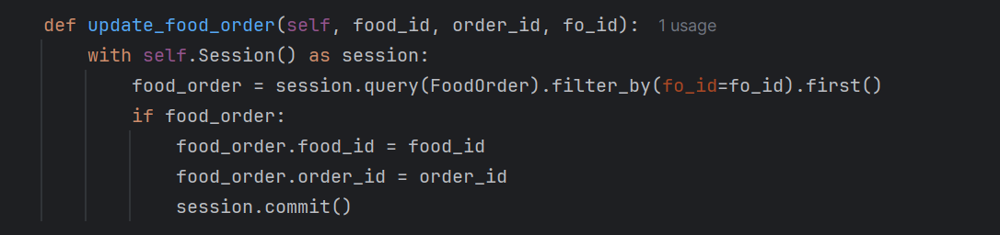 def update_food_order(self, food_id, order_id, fo_id): 1 usage
with self.Session() as session:
food_order = session.query(FoodOrder).filter_by(fo_id=fo_id).first()
if food_order:
food_order.food_id = food_id
food_order.order_id = order_id
session.commit()